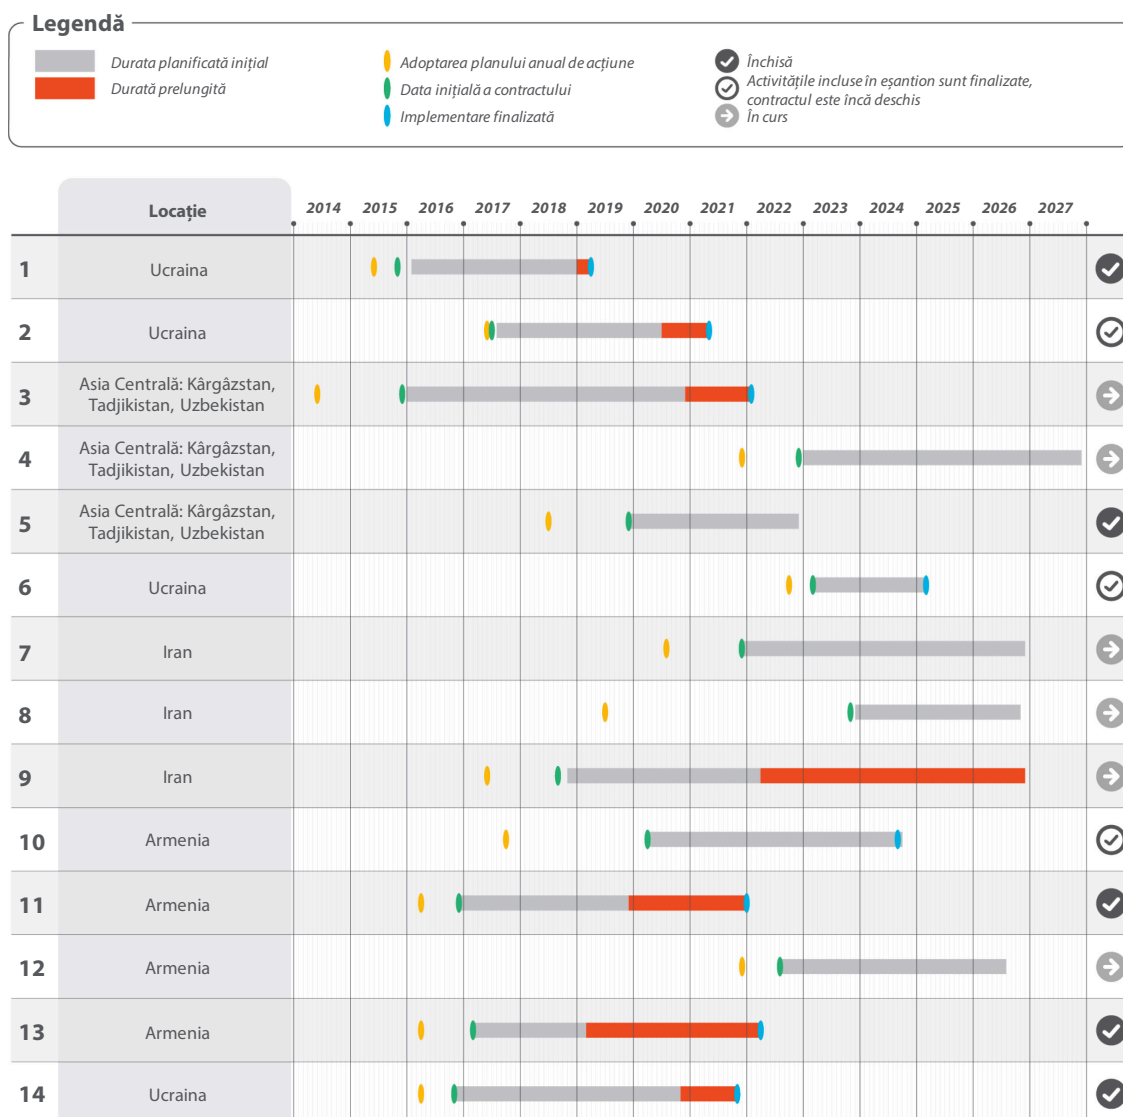 Legendă
Durata planificată inițial
Durată prelungită
Adoptarea planului anual de acțiune
Data inițială a contractului
Implementare finalizată
Închisă
Activitățile incluse în eșantion sunt finalizate,
contractul este încă deschis
În curs
Locație 2014 2015 2016 2017 2018 2019 2020 2021 2022 2023 2024 2025 2026 2027
1 Ucraina
2 Ucraina
3 Asia Centrală: Kârgâzstan,
Tadjikistan, Uzbekistan
4 Asia Centrală: Kârgâzstan,
Tadjikistan, Uzbekistan
5 Asia Centrală: Kârgâzstan,
Tadjikistan, Uzbekistan
6 Ucraina
7 Iran
8 Iran
9 Iran
10 Armenia
11 Armenia
12 Armenia
13 Armenia
14 Ucraina